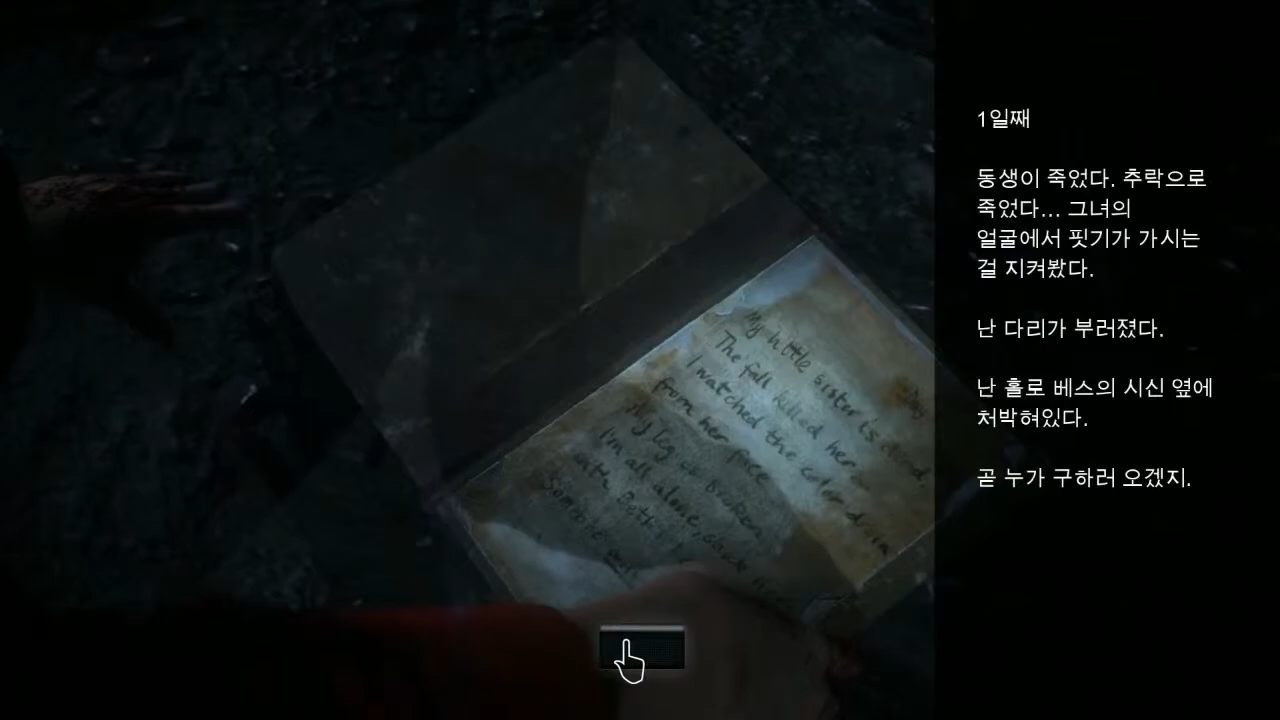 1일째
동생이 죽었다. 추락으로
죽었다... 그녀의
얼굴에서 핏기가 가시는
걸 지켜봤다.
난 다리가 부러졌다.
난 홀로 베스의 시신 옆에
처박혀있다.
곧 누가 구하러 오겠지.
Day
My little sister is dead.
The fall killed her...
I watched the color drain
from her face
My leg is broken
I'm all alone,
with Beth
Someone